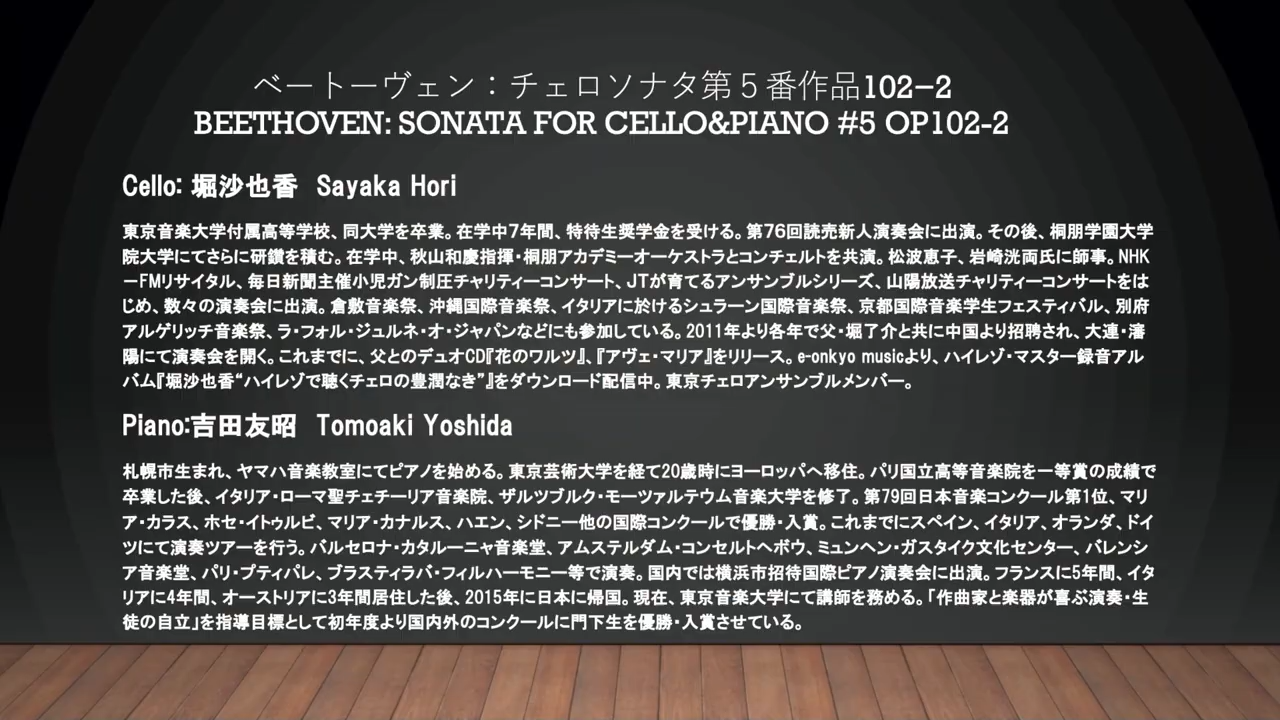 ベートーヴェン：チェロソナタ第５番作品102−2
BEETHOVEN: SONATA FOR CELLO&PIANO #5 OP102-2
Cello: 堀沙也香　Sayaka Hori
東京音楽大学付属高等学校、同大学を卒業。在学中7年間、特待生奨学金を受ける。第76回読売新人演奏会に出演。その後、桐朋学園大学
院大学にてさらに研鑽を積む。在学中、秋山和慶指揮・桐朋アカデミーオーケストラとコンチェルトを共演。松波恵子、岩崎洸両氏に師事。NHK
−FMリサイタル、毎日新聞主催小児ガン制圧チャリティーコンサート、JTが育てるアンサンブルシリーズ、山陽放送チャリティーコンサートをは
じめ、数々の演奏会に出演。倉敷音楽祭、沖縄国際音楽祭、イタリアに於けるシュラーン国際音楽祭、京都国際音楽学生フェスティバル、別府
アルゲリッチ音楽祭、ラ・フォル・ジュルネ・オ・ジャパンなどにも参加している。2011年より各年で父・堀了介と共に中国より招聘され、大連・瀋
陽にて演奏会を開く。これまでに、父とのデュオCD『花のワルツ』、『アヴェ・マリア』をリリース。e-onkyo musicより、ハイレゾ・マスター録音アル
バム『堀沙也香“ハイレゾで聴くチェロの豊潤なき”』をダウンロード配信中。東京チェロアンサンブルメンバー。
Piano:吉田友昭　Tomoaki Yoshida
札幌市生まれ、ヤマハ音楽教室にてピアノを始める。東京芸術大学を経て20歳時にヨーロッパへ移住。パリ国立高等音楽院を一等賞の成績で
卒業した後、イタリア・ローマ聖チェチーリア音楽院、ザルツブルク・モーツァルテウム音楽大学を修了。第79回日本音楽コンクール第1位、マリ
ア・カラス、ホセ・イトゥルビ、マリア・カナルス、ハエン、シドニー他の国際コンクールで優勝・入賞。これまでにスペイン、イタリア、オランダ、ドイ
ツにて演奏ツアーを行う。バルセロナ・カタルーニャ音楽堂、アムステルダム・コンセルトヘボウ、ミュンヘン・ガスタイク文化センター、バレンシ
ア音楽堂、パリ・プティパレ、ブラスティラバ・フィルハーモニー等で演奏。国内では横浜市招待国際ピアノ演奏会に出演。フランスに5年間、イタ
リアに4年間、オーストリアに3年間居住した後、2015年に日本に帰国。現在、東京音楽大学にて講師を務める。「作曲家と楽器が喜ぶ演奏・生
徒の自立」を指導目標として初年度より国内外のコンクールに門下生を優勝・入賞させている。